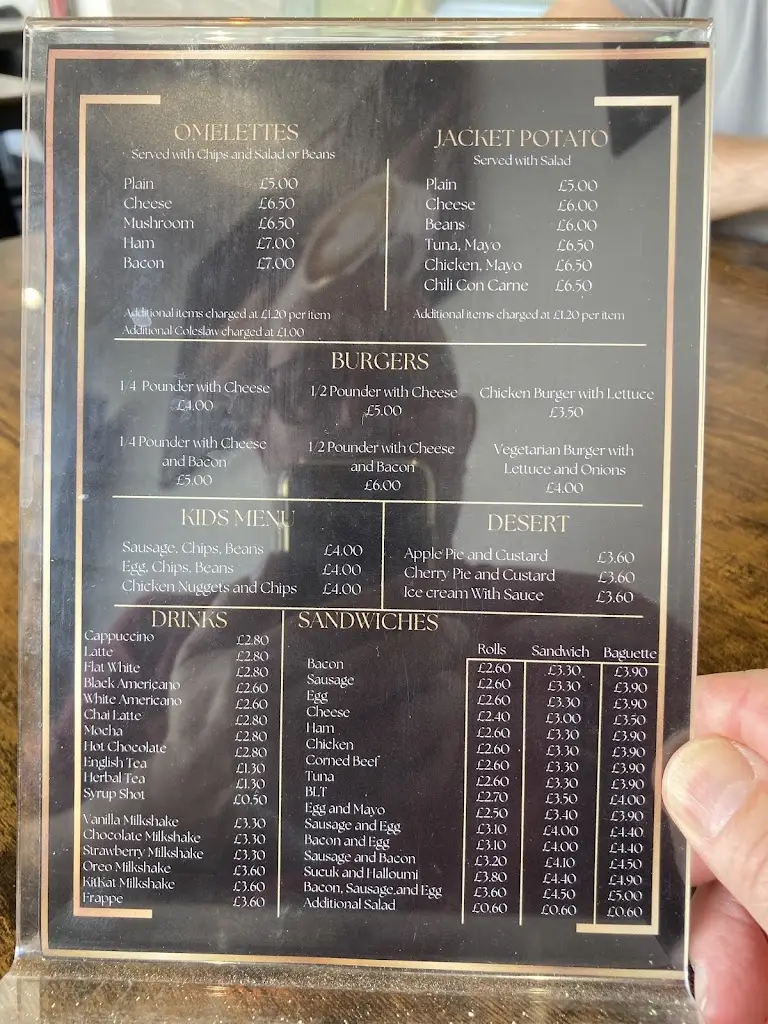 OMELETTES
Served with Chips and Salad or Beans
Plain £5.00
Cheese £6.50
Mushroom £6.50
Ham £7.00
Bacon £7.00
Additional items charged at £1.20 per item
Additional Coleslaw charged at £1.00
JACKET POTATO
Served with Salad
Plain £5.00
Cheese £6.00
Beans £6.00
Tuna, Mayo £6.50
Chicken, Mayo £6.50
Chili Con Carne £6.50
Additional items charged at £1.20 per item
BURGERS
1/4 Pounder with Cheese
£4.00
1/2 Pounder with Cheese
£5.00
Chicken Burger with Lettuce
£3.50
1/4 Pounder with Cheese
and Bacon
£5.00
1/2 Pounder with Cheese
and Bacon
£6.00
Vegetarian Burger with
Lettuce and Onions
£4.00
KIDS MENU
Sausage, Chips, Beans £4.00
Egg, Chips, Beans £4.00
Chicken Nuggets and Chips £4.00
DESERT
Apple Pie and Custard £3.60
Cherry Pie and Custard £3.60
Ice cream With Sauce £3.60
DRINKS
Cappuccino £2.80
Latte £2.80
Flat White £2.80
Black Americano £2.60
White Americano £2.60
Chai Latte £2.80
Mocha £2.80
Hot Chocolate £2.80
English Tea £1.30
Herbal Tea £1.30
Syrup Shot £0.50
Vanilla Milkshake £3.30
Chocolate Milkshake £3.30
Strawberry Milkshake £3.30
Oreo Milkshake £3.60
KitKat Milkshake £3.60
Frappe £3.60
SANDWICHES
Rolls Sandwich Baguette
Bacon £2.60 £3.30 £3.90
Sausage £2.60 £3.30 £3.90
Egg £2.60 £3.30 £3.90
Cheese £2.40 £3.00 £3.50
Ham £2.60 £3.30 £3.90
Chicken £2.60 £3.30 £3.90
Corned Beef £2.60 £3.30 £3.90
Tuna £2.60 £3.30 £3.90
BLT £2.70 £3.50 £4.00
Egg and Mayo £2.50 £3.40 £3.90
Sausage and Egg £3.10 £4.00 £4.40
Bacon and Egg £3.10 £4.00 £4.40
Sausage and Bacon £3.20 £4.10 £4.50
Sucuk and Halloumi £3.80 £4.40 £4.90
Bacon, Sausage,and Egg £3.60 £4.50 £5.00
Additional Salad £0.60 £0.60 £0.60